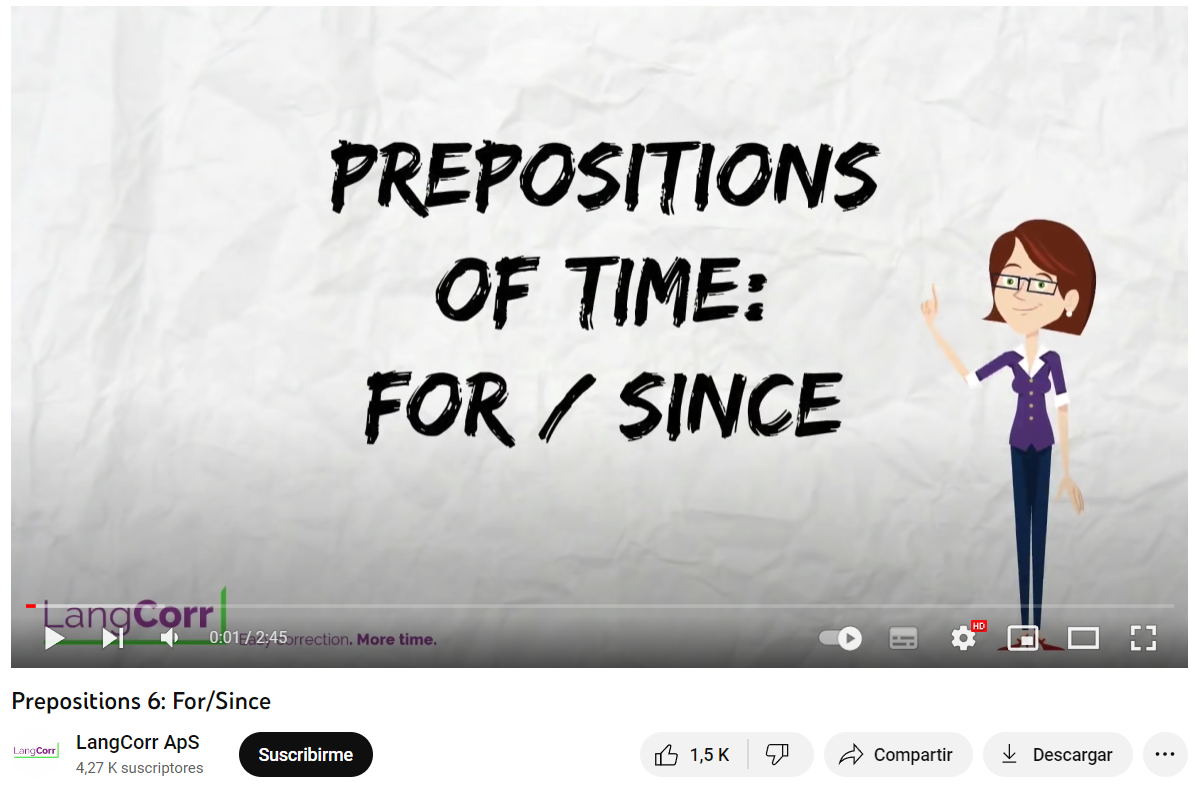 PREPOSITIONS
OF TIME:
FOR / SINCE
LangCorr
0:01 / 2:45
Easy correction. More time.
HD
Prepositions 6: For/Since
LangCorr
LangCorr ApS
4,27 K suscriptores
Suscribirme
1,5 K
Compartir
Descargar